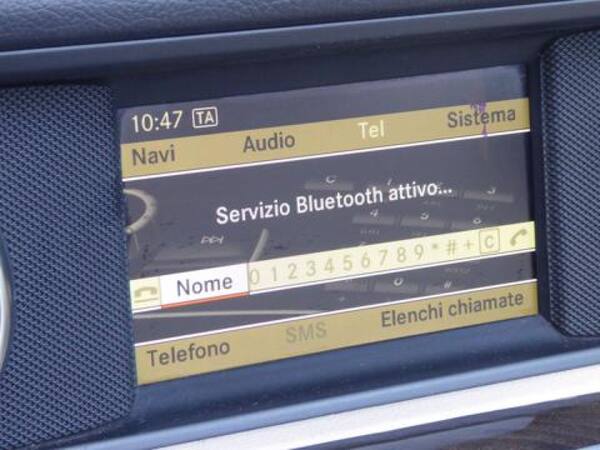 10:47 TA
Navi Audio Tel Sistema
Servizio Bluetooth attivo...
Nome 0 1 2 3 4 5 6 7 8 9 * # + C
Telefono SMS Elenchi chiamate